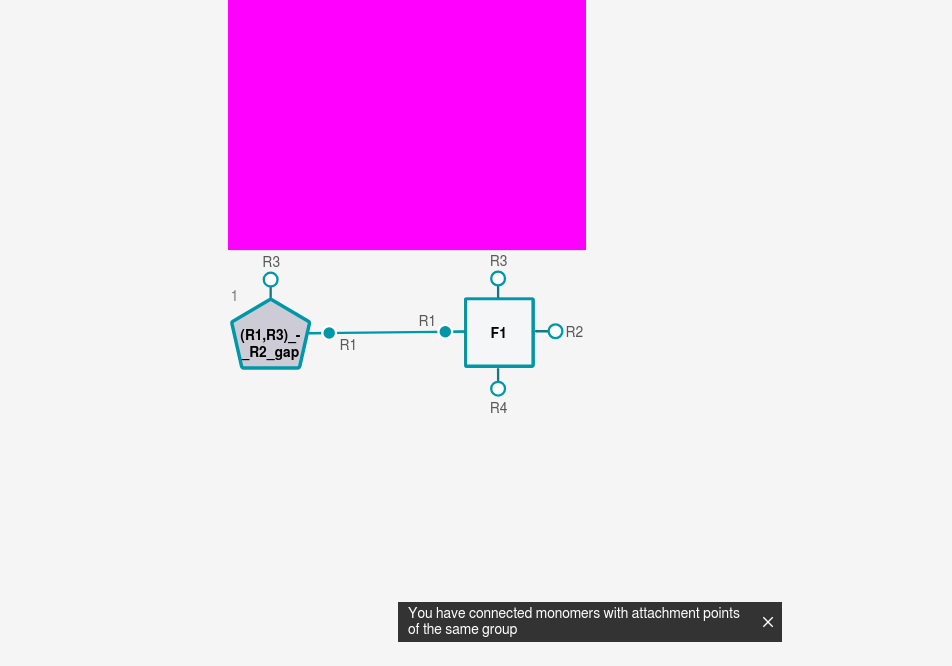 R3
R3
1
(R1,R3)_-
_R2_gap
R1
R1
F1
R2
R4
You have connected monomers with attachment points
of the same group